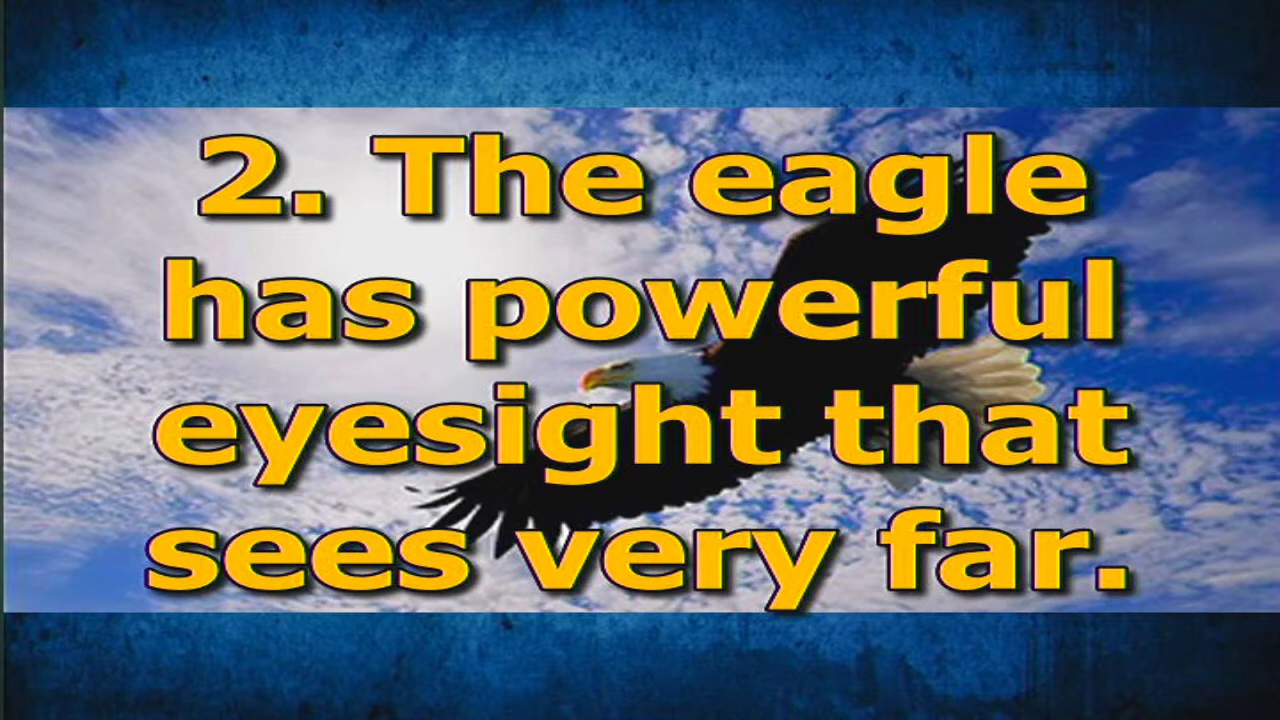 2. The eagle
has powerful
eyesight that
sees very far.